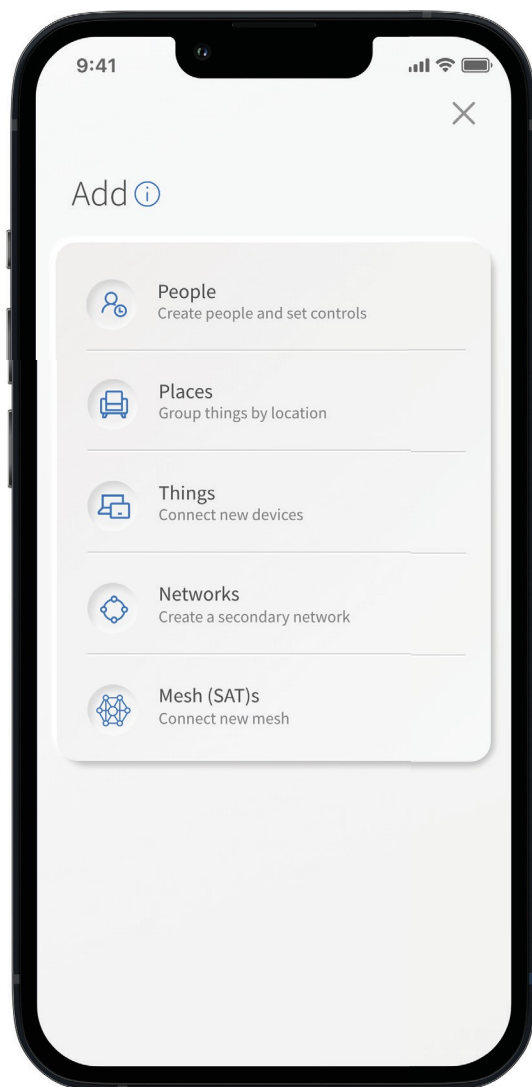 9:41
Add
People
Create people and set controls
Places
Group things by location
Things
Connect new devices
Networks
Create a secondary network
Mesh (SAT)s
Connect new mesh